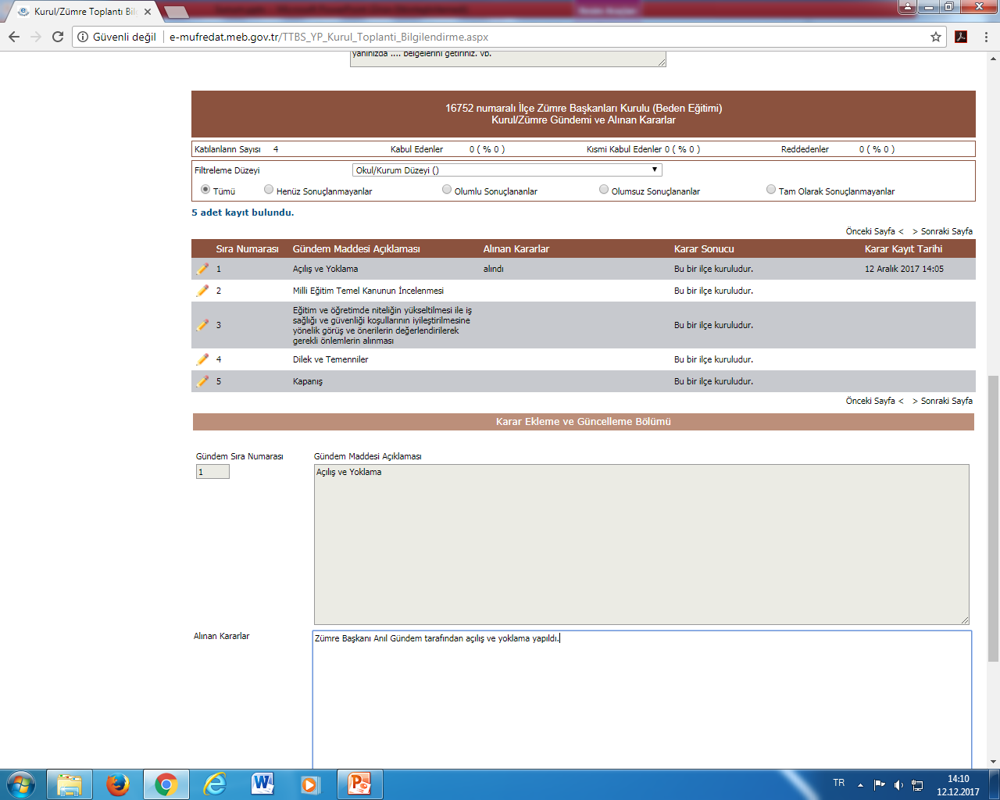 Kurul/Zümre Toplantı Bil
Güvenli değil
e-mufredat.meb.gov.tr/TTBS_YP_Kurul_Toplanti_Bilgilendirme.aspx
yanınızda .... belgelerini getiriniz. vb.
16752 numaralı İlçe Zümre Başkanları Kurulu (Beden Eğitimi)
Kurul/Zümre Gündemi ve Alınan Kararlar
Katılanların Sayısı 4 Kabul Edenler 0 ( % 0 ) Kısmi Kabul Edenler 0 ( % 0 ) Reddedenler 0 ( % 0 )
Filtreleme Düzeyi Okul/Kurum Düzeyi ()
Tümü Henüz Sonuçlanmayanlar Olumlu Sonuçlananlar Olumsuz Sonuçlananlar Tam Olarak Sonuçlanmayanlar
5 adet kayıt bulundu.
Önceki Sayfa < > Sonraki Sayfa
Sıra Numarası Gündem Maddesi Açıklaması Alınan Kararlar Karar Sonucu Karar Kayıt Tarihi
1 Açılış ve Yoklama alındı Bu bir ilçe kuruludur. 12 Aralık 2017 14:05
2 Milli Eğitim Temel Kanunun İncelenmesi Bu bir ilçe kuruludur.
Eğitim ve öğretimde niteliğin yükseltilmesi ile iş
sağlığı ve güvenliği koşullarının iyileştirilmesine
3 yönelik görüş ve önerilerin değerlendirilerek Bu bir ilçe kuruludur.
gerekli önlemlerin alınması
4 Dilek ve Temenniler Bu bir ilçe kuruludur.
5 Kapanış Bu bir ilçe kuruludur.
Önceki Sayfa < > Sonraki Sayfa
Karar Ekleme ve Güncelleme Bölümü
Gündem Sıra Numarası Gündem Maddesi Açıklaması
1 Açılış ve Yoklama
Alınan Kararlar
Zümre Başkanı Anıl Gündem tarafından açılış ve yoklama yapıldı.
TR
14:10
12.12.2017